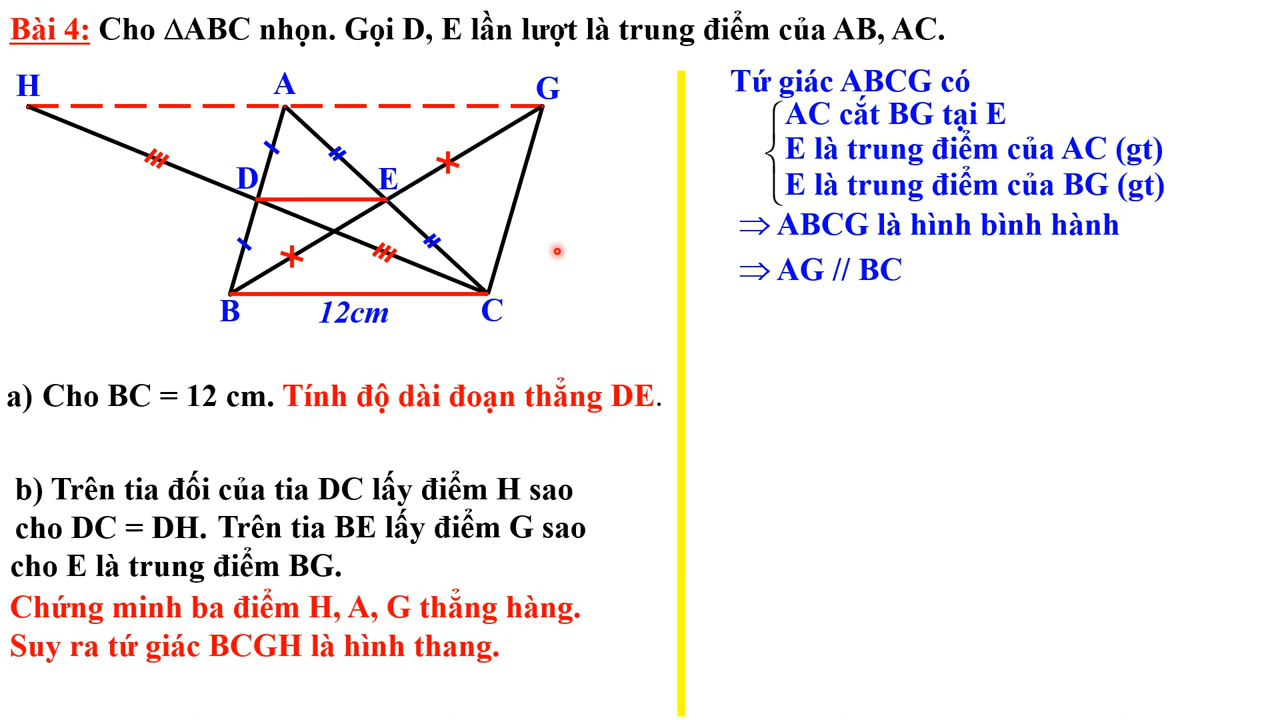 Bài 4: Cho ∆ABC nhọn. Gọi D, E lần lượt là trung điểm của AB, AC.
H
A
G
D
E
B
12cm
C
a) Cho BC = 12 cm. Tính độ dài đoạn thẳng DE.
b) Trên tia đối của tia DC lấy điểm H sao
cho DC = DH. Trên tia BE lấy điểm G sao
cho E là trung điểm BG.
Chứng minh ba điểm H, A, G thẳng hàng.
Suy ra tứ giác BCGH là hình thang.
Tứ giác ABCG có
AC cắt BG tại E
E là trung điểm của AC (gt)
E là trung điểm của BG (gt)
⇒ ABCG là hình bình hành
⇒ AG // BC